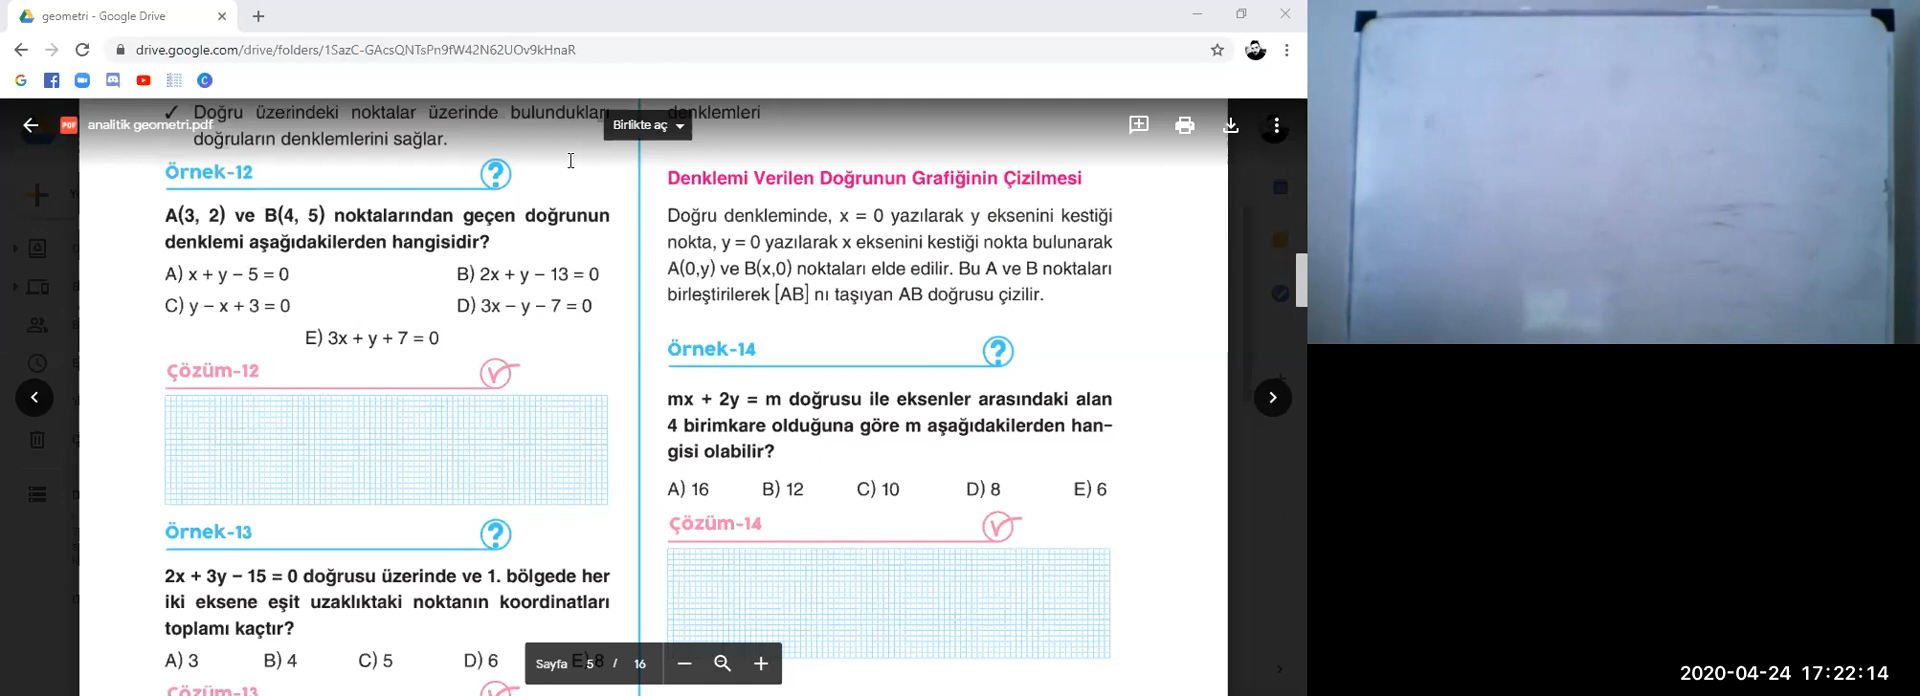 geometri - Google Drive
drive.google.com/drive/folders/1SazC-GAcsQNTsPn9fW42N62UOv9kHnaR
analitik geometri.pdf
Birlikte aç
✓ Doğru üzerindeki noktalar üzerinde bulundukları
doğruların denklemlerini sağlar.
Örnek-12
A(3, 2) ve B(4, 5) noktalarından geçen doğrunun
denklemi aşağıdakilerden hangisidir?
A) x + y – 5 = 0 B) 2x + y – 13 = 0
C) y – x + 3 = 0 D) 3x – y – 7 = 0
E) 3x + y + 7 = 0
Çözüm-12
Örnek-13
2x + 3y – 15 = 0 doğrusu üzerinde ve 1. bölgede her
iki eksene eşit uzaklıktaki noktanın koordinatları
toplamı kaçtır?
A) 3 B) 4 C) 5 D) 6 E) 8
Çözüm-13
denklemleri
Denklemi Verilen Doğrunun Grafiğinin Çizilmesi
Doğru denkleminde, x = 0 yazılarak y eksenini kestiği
nokta, y = 0 yazılarak x eksenini kestiği nokta bulunarak
A(0,y) ve B(x,0) noktaları elde edilir. Bu A ve B noktaları
birleştirilerek [AB] nı taşıyan AB doğrusu çizilir.
Örnek-14
mx + 2y = m doğrusu ile eksenler arasındaki alan
4 birimkare olduğuna göre m aşağıdakilerden han-
gisi olabilir?
A) 16 B) 12 C) 10 D) 8 E) 6
Çözüm-14
Sayfa 5 / 16
2020-04-24 17:22:14